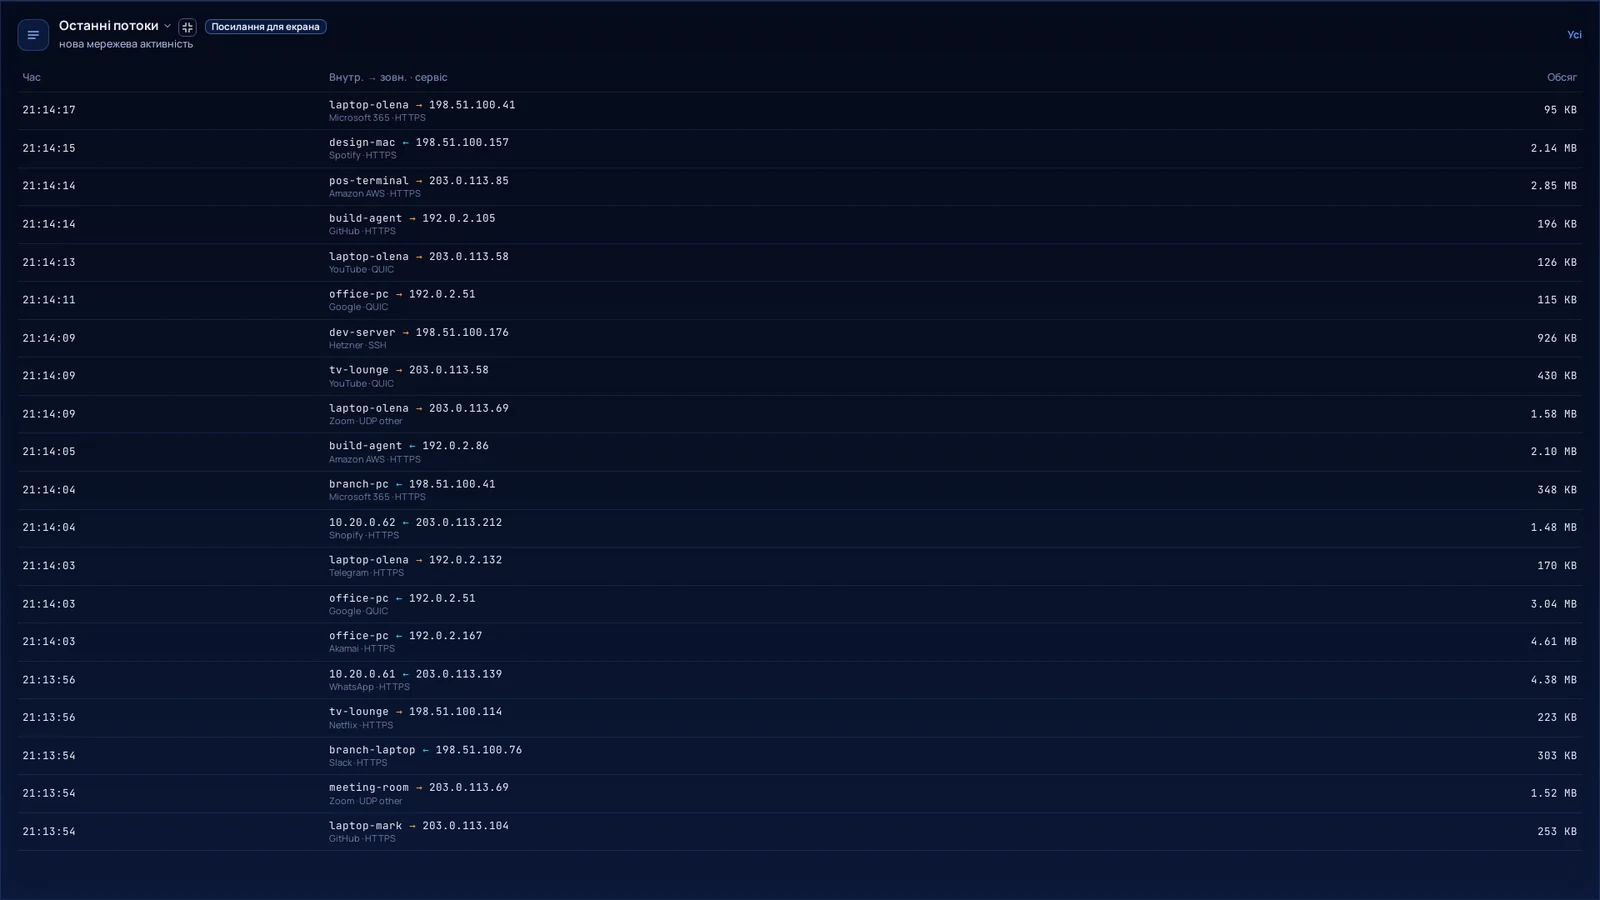 Останні потоки
Посилання для екрана
нова мережева активність
Усі
Час Внутр. → зовн. · сервіс Обсяг
21:14:17 laptop-olena → 198.51.100.41 95 KB
Microsoft 365 · HTTPS
21:14:15 design-mac ← 198.51.100.157 2.14 MB
Spotify · HTTPS
21:14:14 pos-terminal → 203.0.113.85 2.85 MB
Amazon AWS · HTTPS
21:14:14 build-agent → 192.0.2.105 196 KB
GitHub · HTTPS
21:14:13 laptop-olena → 203.0.113.58 126 KB
YouTube · QUIC
21:14:11 office-pc → 192.0.2.51 115 KB
Google · QUIC
21:14:09 dev-server → 198.51.100.176 926 KB
Hetzner · SSH
21:14:09 tv-lounge → 203.0.113.58 430 KB
YouTube · QUIC
21:14:09 laptop-olena → 203.0.113.69 1.58 MB
Zoom · UDP other
21:14:05 build-agent ← 192.0.2.86 2.10 MB
Amazon AWS · HTTPS
21:14:04 branch-pc ← 198.51.100.41 348 KB
Microsoft 365 · HTTPS
21:14:04 10.20.0.62 ← 203.0.113.212 1.48 MB
Shopify · HTTPS
21:14:03 laptop-olena → 192.0.2.132 170 KB
Telegram · HTTPS
21:14:03 office-pc ← 192.0.2.51 3.04 MB
Google · QUIC
21:14:03 office-pc ← 192.0.2.167 4.61 MB
Akamai · HTTPS
21:13:56 10.20.0.61 ← 203.0.113.139 4.38 MB
WhatsApp · HTTPS
21:13:56 tv-lounge → 198.51.100.114 223 KB
Netflix · HTTPS
21:13:54 branch-laptop ← 198.51.100.76 303 KB
Slack · HTTPS
21:13:54 meeting-room → 203.0.113.69 1.52 MB
Zoom · UDP other
21:13:54 laptop-mark → 203.0.113.104 253 KB
GitHub · HTTPS